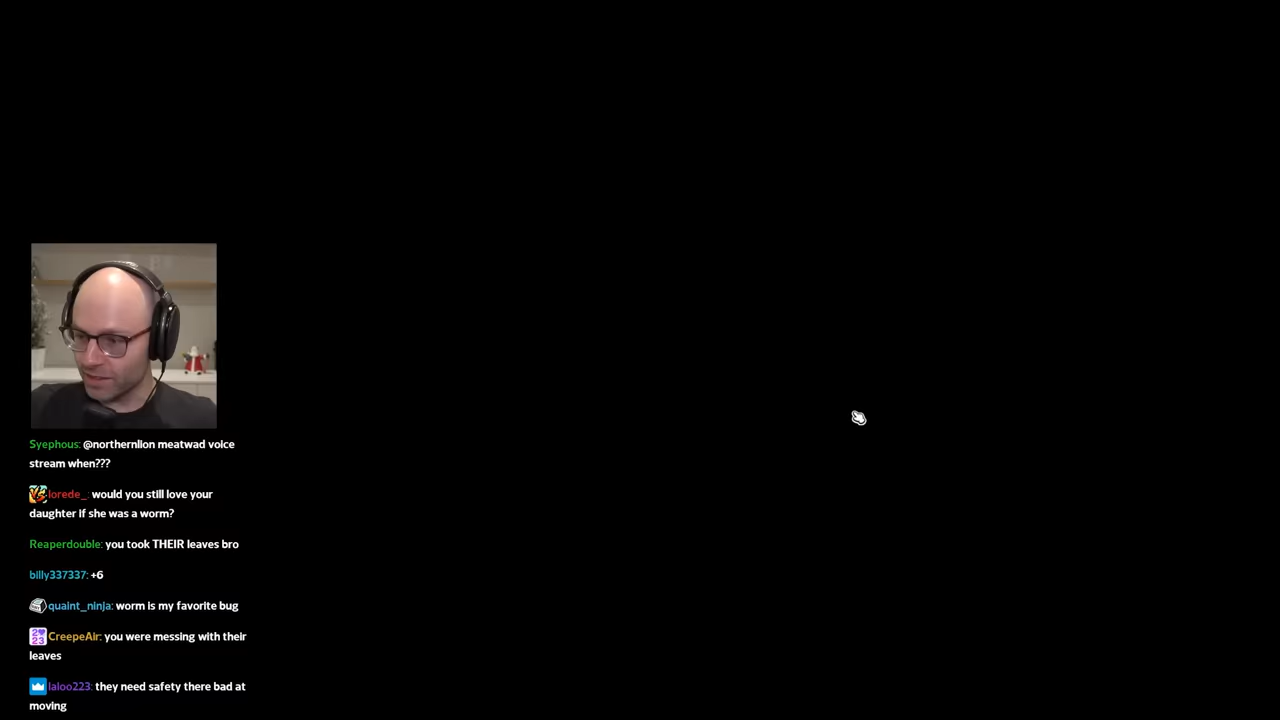 Syephous: @northernlion meatwad voice
stream when???
lorede_: would you still love your
daughter if she was a worm?
Reaperdouble: you took THEIR leaves bro
billy337337: +6
quaint_ninja: worm is my favorite bug
CreepeAir: you were messing with their
leaves
laloo223: they need safety there bad at
moving